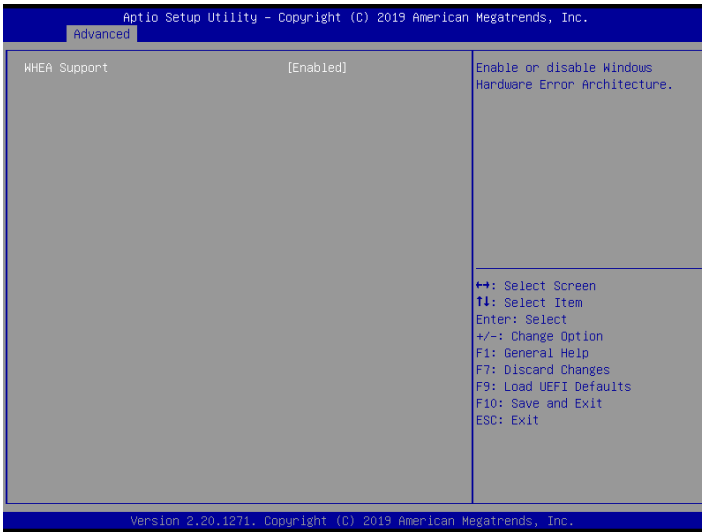 Aptio Setup Utility – Copyright (C) 2019 American Megatrends, Inc.
Advanced
WHEA Support [Enabled]
Enable or disable Windows
Hardware Error Architecture.
↔: Select Screen
↑↓: Select Item
Enter: Select
+/-: Change Option
F1: General Help
F7: Discard Changes
F9: Load UEFI Defaults
F10: Save and Exit
ESC: Exit
Version 2.20.1271. Copyright (C) 2019 American Megatrends, Inc.